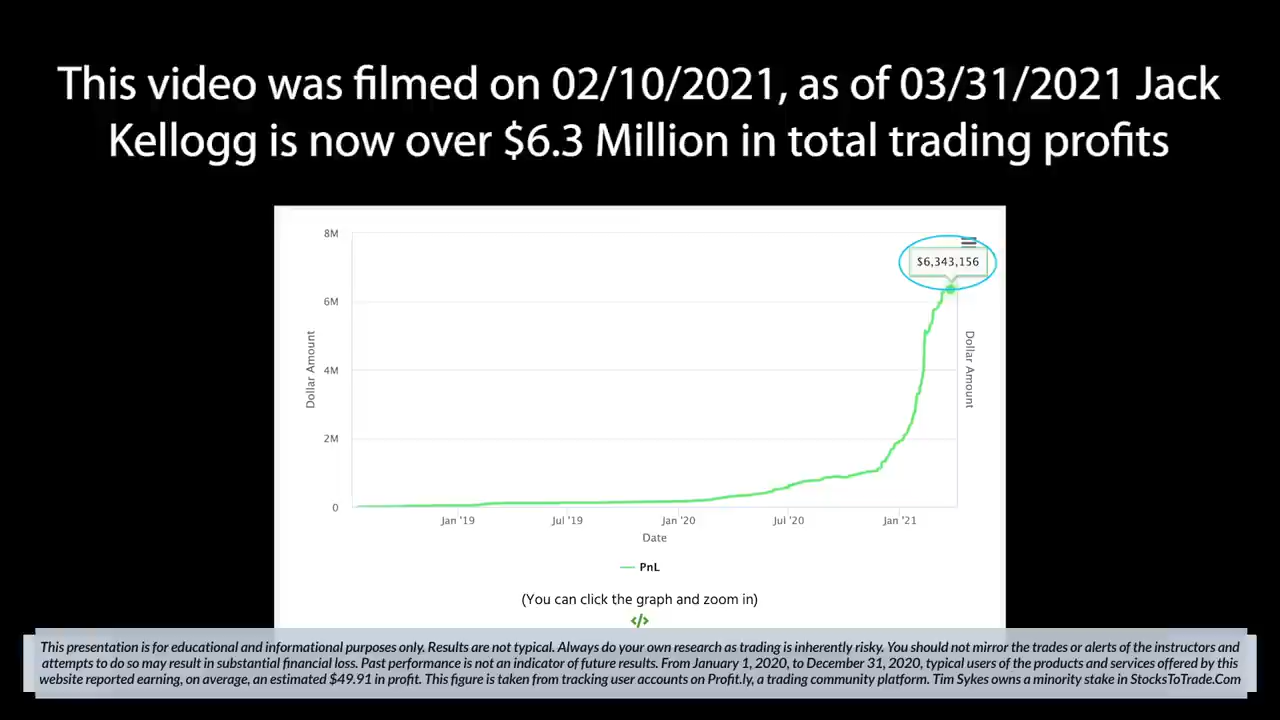 This video was filmed on 02/10/2021, as of 03/31/2021 Jack
Kellogg is now over $6.3 Million in total trading profits
8M
$6,343,156
6M
Dollar Amount
Dollar Amount
4M
2M
0
Jan '19
Jul '19
Jan '20
Jul '20
Jan '21
Date
PnL
(You can click the graph and zoom in)
</>
This presentation is for educational and informational purposes only. Results are not typical. Always do your own research as trading is inherently risky. You should not mirror the trades or alerts of the instructors and
attempts to do so may result in substantial financial loss. Past performance is not an indicator of future results. From January 1, 2020, to December 31, 2020, typical users of the products and services offered by this
website reported earning, on average, an estimated $49.91 in profit. This figure is taken from tracking user accounts on Profit.ly, a trading community platform. Tim Sykes owns a minority stake in StocksToTrade.Com